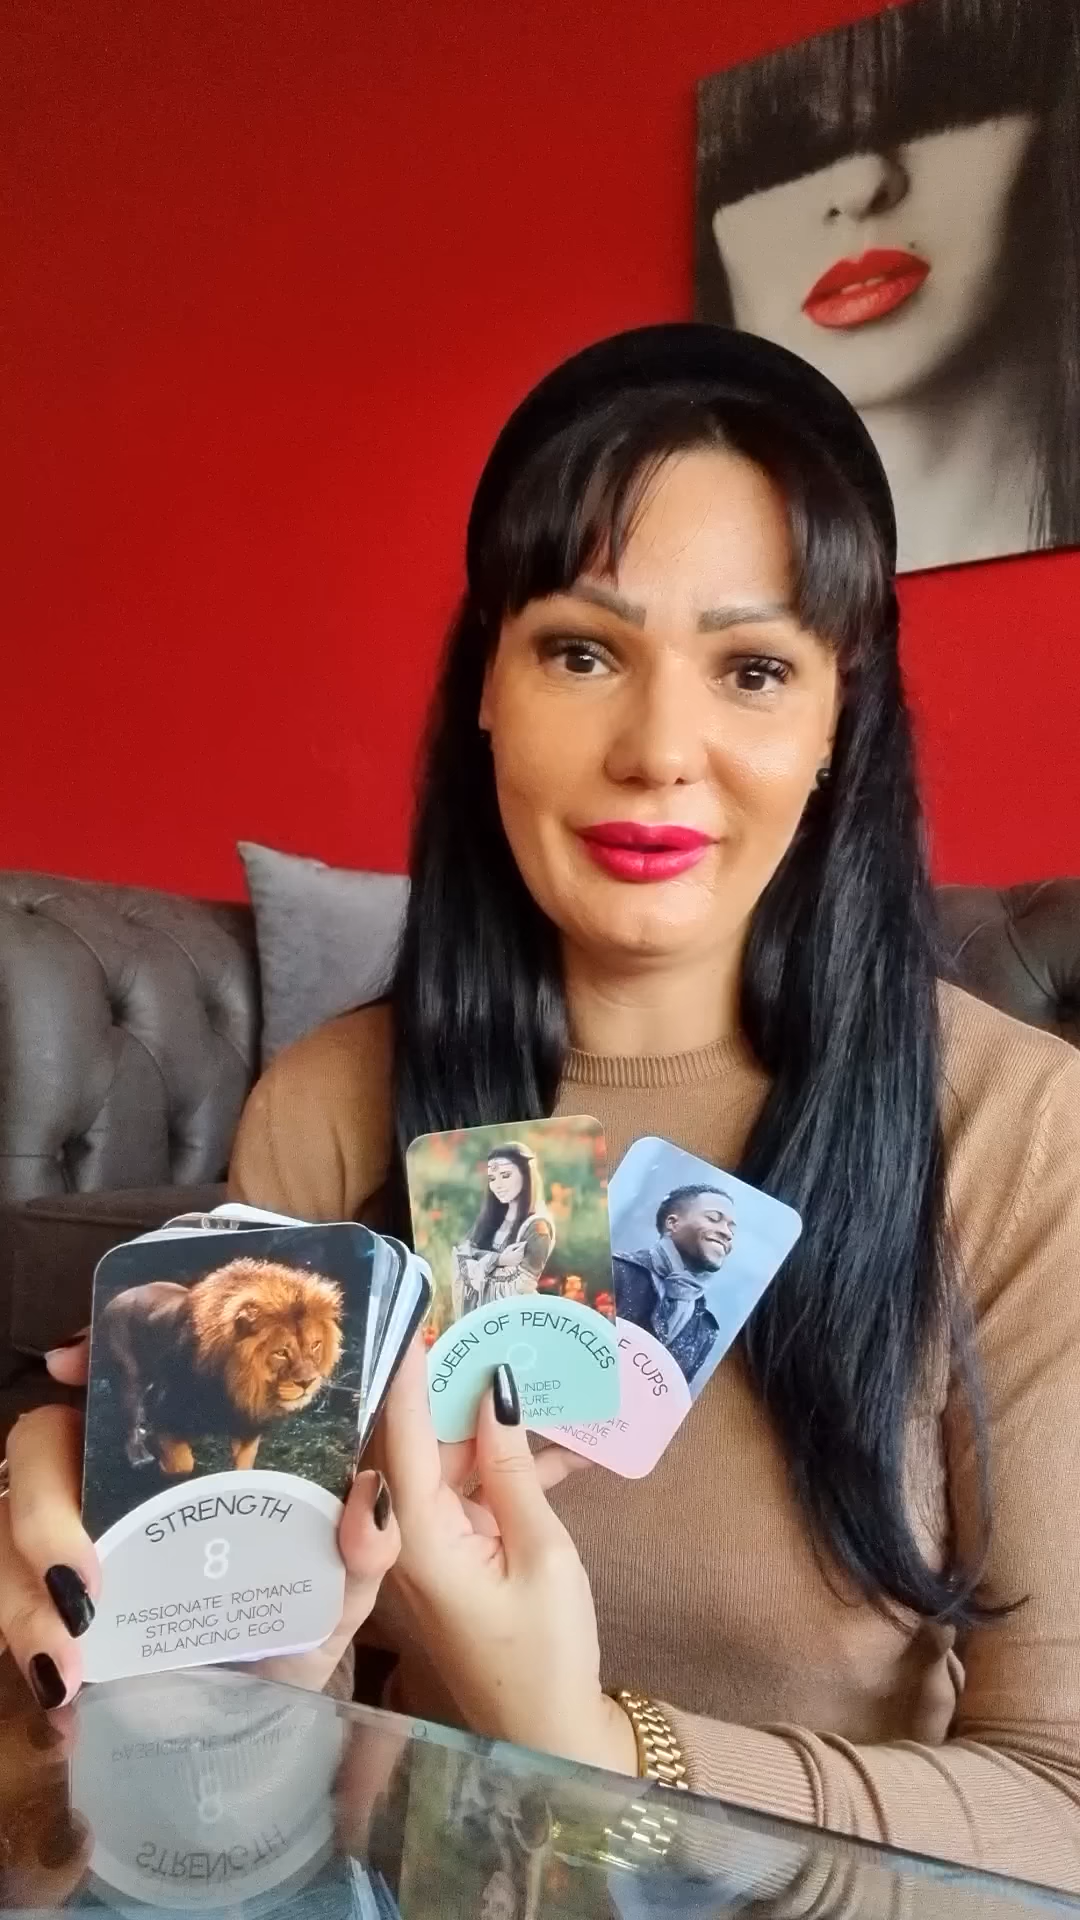 STRENGTH
8
PASSIONATE ROMANCE
STRONG UNION
BALANCING EGO
QUEEN OF PENTACLES
CUPS